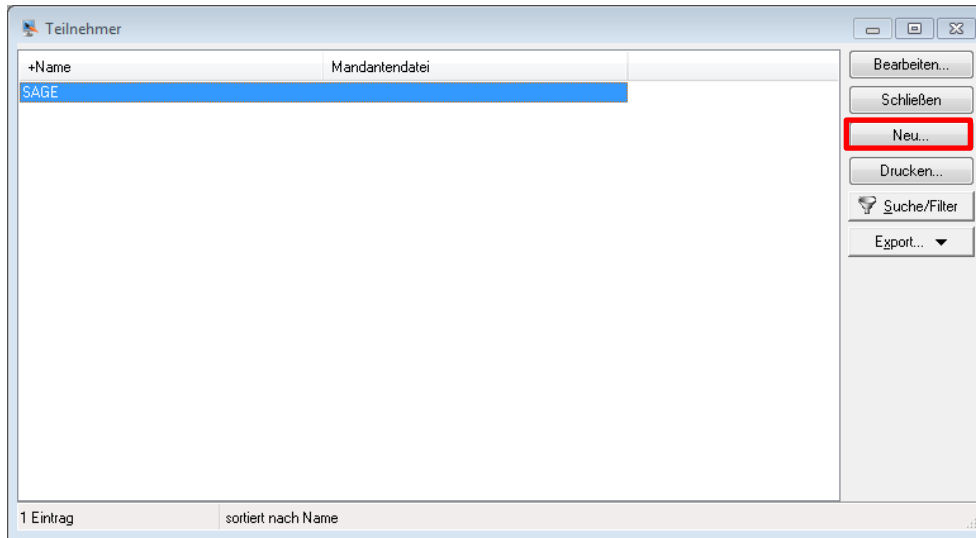 Teilnehmer
+Name Mandantendatei
SAGE
Bearbeiten...
Schließen
Neu...
Drucken...
Suche/Filter
Export...
1 Eintrag sortiert nach Name